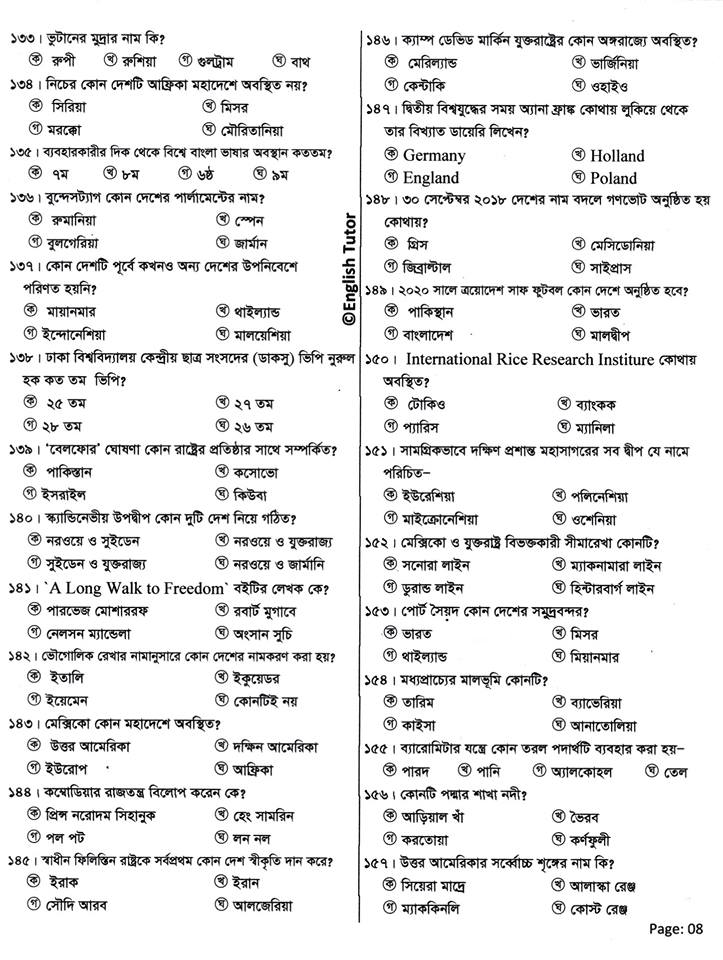 ১৩৩। ভুটানের মুদ্রার নাম কি?
ক রুপী খ রুশিয়া গ গুলট্রাম ঘ বাথ
১৩৪। নিচের কোন দেশটি আফ্রিকা মহাদেশে অবস্থিত নয়?
ক সিরিয়া খ মিসর
গ মরক্কো ঘ মৌরিতানিয়া
১৩৫। ব্যবহারকারীর দিক থেকে বিশ্বে বাংলা ভাষার অবস্থান কততম?
ক ৭ম খ ৮ম গ ৬ষ্ঠ ঘ ৯ম
১৩৬। বুন্দেসট্যাগ কোন দেশের পার্লামেন্টের নাম?
ক রুমানিয়া খ স্পেন
গ বুলগেরিয়া ঘ জার্মান
১৩৭। কোন দেশটি পূর্বে কখনও অন্য দেশের উপনিবেশে
পরিণত হয়নি?
ক মায়ানমার খ থাইল্যান্ড
গ ইন্দোনেশিয়া ঘ মালয়েশিয়া
১৩৮। ঢাকা বিশ্ববিদ্যালয় কেন্দ্রীয় ছাত্র সংসদের (ডাকসু) ভিপি নুরুল
হক কত তম ভিপি?
ক ২৫ তম খ ২৭ তম
গ ২৮ তম ঘ ২৬ তম
১৩৯। ‘বেলফোর’ ঘোষণা কোন রাষ্ট্রের প্রতিষ্ঠার সাথে সম্পর্কিত?
ক পাকিস্তান খ কসোভো
গ ইসরাইল ঘ কিউবা
১৪০। স্ক্যান্ডিনেভীয় উপদ্বীপ কোন দুটি দেশ নিয়ে গঠিত?
ক নরওয়ে ও সুইডেন খ নরওয়ে ও যুক্তরাজ্য
গ সুইডেন ও যুক্তরাজ্য ঘ নরওয়ে ও জার্মানি
১৪১। `A Long Walk to Freedom` বইটির লেখক কে?
ক পারভেজ মোশাররফ খ রবার্ট মুগাবে
গ নেলসন ম্যান্ডেলা ঘ অংসান সুচি
১৪২। ভৌগোলিক রেখার নামানুসারে কোন দেশের নামকরণ করা হয়?
ক ইতালি খ ইকুয়েডর
গ ইয়েমেন ঘ কোনটিই নয়
১৪৩। মেক্সিকো কোন মহাদেশে অবস্থিত?
ক উত্তর আমেরিকা খ দক্ষিন আমেরিকা
গ ইউরোপ ঘ আফ্রিকা
১৪৪। কম্বোডিয়ার রাজতন্ত্র বিলোপ করেন কে?
ক প্রিন্স নরোদম সিহানুক খ হেং সামরিন
গ পল পট ঘ লন নল
১৪৫। স্বাধীন ফিলিস্তিন রাষ্ট্রকে সর্বপ্রথম কোন দেশ স্বীকৃতি দান করে?
ক ইরাক খ ইরান
গ সৌদি আরব ঘ আলজেরিয়া
©English Tutor
১৪৬। ক্যাম্প ডেভিড মার্কিন যুক্তরাষ্ট্রের কোন অঙ্গরাজ্যে অবস্থিত?
ক মেরিল্যান্ড খ ভার্জিনিয়া
গ কেন্টাকি ঘ ওহাইও
১৪৭। দ্বিতীয় বিশ্বযুদ্ধের সময় অ্যানা ফ্রাঙ্ক কোথায় লুকিয়ে থেকে
তার বিখ্যাত ডায়েরি লিখেন?
ক Germany খ Holland
গ England ঘ Poland
১৪৮। ৩০ সেপ্টেম্বর ২০১৮ দেশের নাম বদলে গণভোট অনুষ্ঠিত হয়
কোথায়?
ক গ্রিস খ মেসিডোনিয়া
গ জিব্রাল্টাল ঘ সাইপ্রাস
১৪৯। ২০২০ সালে ত্রয়োদেশ সাফ ফুটবল কোন দেশে অনুষ্ঠিত হবে?
ক পাকিস্থান খ ভারত
গ বাংলাদেশ ঘ মালদ্বীপ
১৫০। International Rice Research Institure কোথায়
অবস্থিত?
ক টোকিও খ ব্যাংকক
গ প্যারিস ঘ ম্যানিলা
১৫১। সামগ্রিকভাবে দক্ষিণ প্রশান্ত মহাসাগরের সব দ্বীপ যে নামে
পরিচিত–
ক ইউরেশিয়া খ পলিনেশিয়া
গ মাইক্রোনেশিয়া ঘ ওশেনিয়া
১৫২। মেক্সিকো ও যুক্তরাষ্ট্র বিভক্তকারী সীমারেখা কোনটি?
ক সনোরা লাইন খ ম্যাকনামারা লাইন
গ ডুরান্ড লাইন ঘ হিন্টারবার্গ লাইন
১৫৩। পোর্ট সৈয়দ কোন দেশের সমুদ্রবন্দর?
ক ভারত খ মিসর
গ থাইল্যান্ড ঘ মিয়ানমার
১৫৪। মধ্যপ্রাচ্যের মালভূমি কোনটি?
ক তারিম খ ব্যাভেরিয়া
গ কাইসা ঘ আনাতোলিয়া
১৫৫। ব্যারোমিটার যন্ত্রে কোন তরল পদার্থটি ব্যবহার করা হয়–
ক পারদ খ পানি গ অ্যালকোহল ঘ তেল
১৫৬। কোনটি পদ্মার শাখা নদী?
ক আড়িয়াল খাঁ খ ভৈরব
গ করতোয়া ঘ কর্ণফুলী
১৫৭। উত্তর আমেরিকার সর্ব্বোচ্চ শৃঙ্গের নাম কি?
ক সিয়েরা মাদ্রে খ আলাস্কা রেঞ্জ
গ ম্যাককিনলি ঘ কোস্ট রেঞ্জ
Page: 08